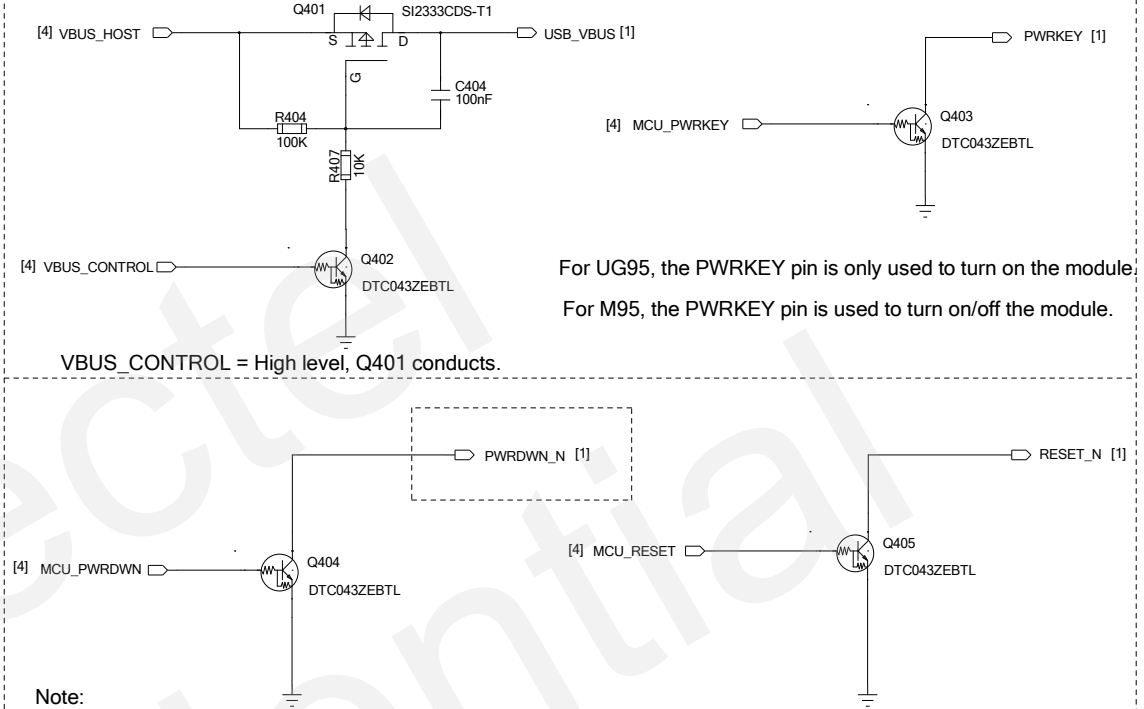 Q401 SI2333CDS-T1
[4] VBUS_HOST
S D
USB_VBUS [1]
G
C404
100nF
R404
100K
R407
10K
[4] VBUS_CONTROL
Q402
DTC043ZEBTL
VBUS_CONTROL = High level, Q401 conducts.
PWRKEY [1]
[4] MCU_PWRKEY
Q403
DTC043ZEBTL
For UG95, the PWRKEY pin is only used to turn on the module.
For M95, the PWRKEY pin is used to turn on/off the module.
PWRDWN_N [1]
[4] MCU_PWRDWN
Q404
DTC043ZEBTL
RESET_N [1]
[4] MCU_RESET
Q405
DTC043ZEBTL
Note:
ectel
ential